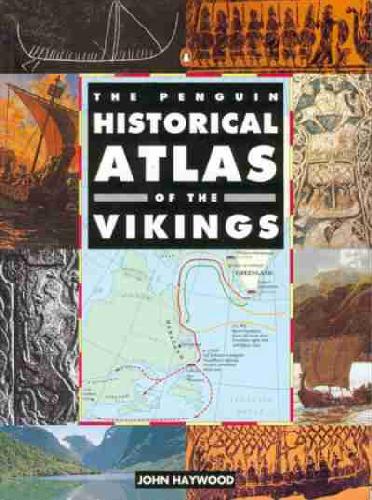 THE PENGUIN
HISTORICAL
ATLAS
OF THE
VIKINGS
GREENLAND
JOHN HAYWOOD